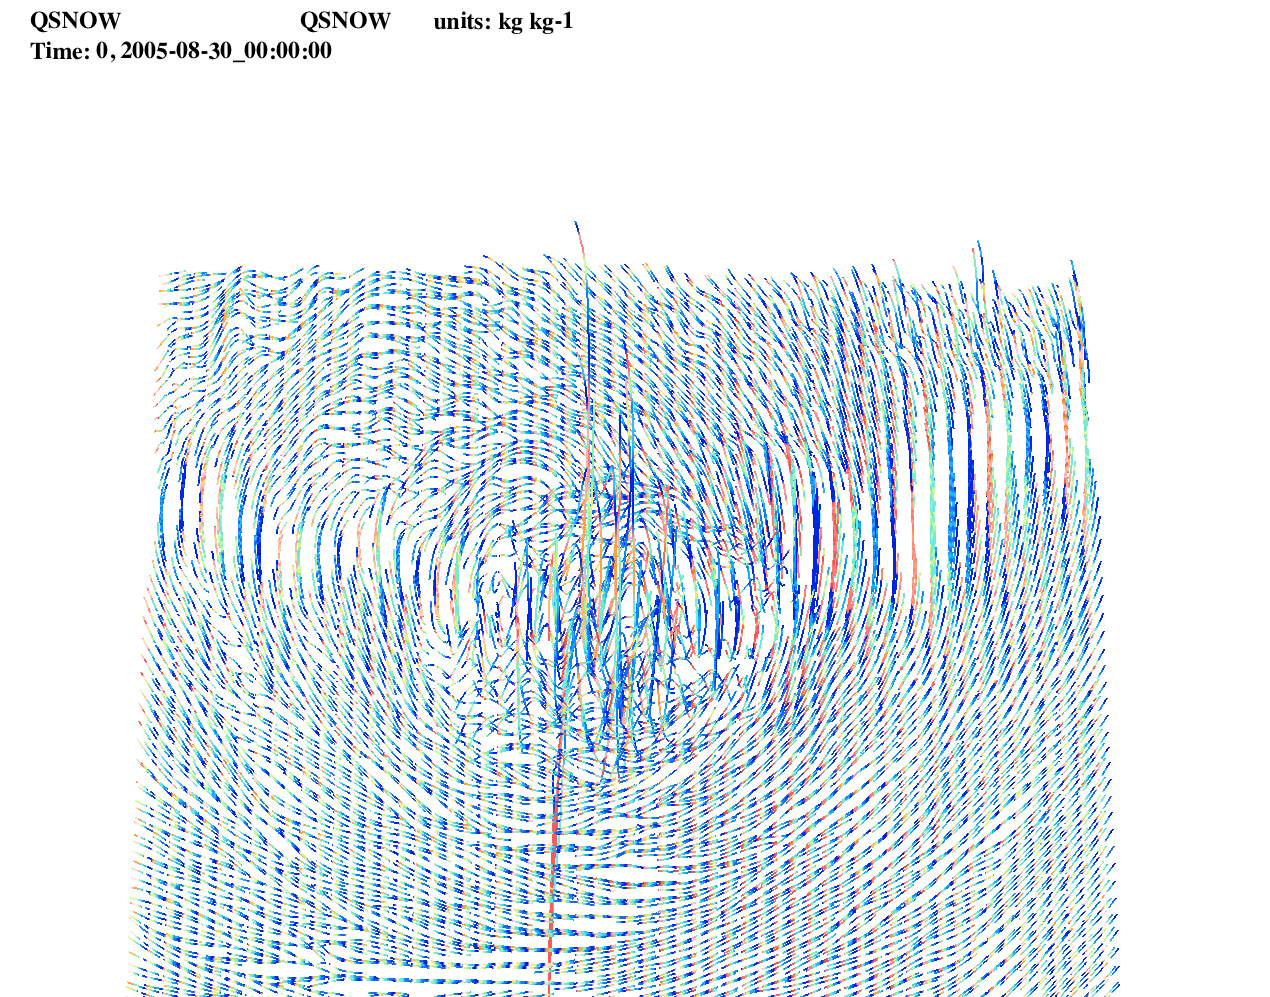 QSNOW QSNOW units: kg kg-1
Time: 0, 2005-08-30_00:00:00